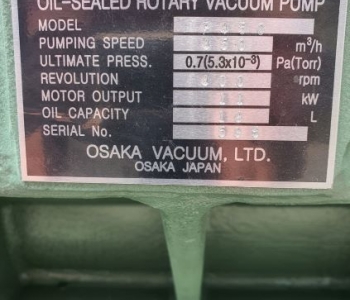 OIL-SEALED ROTARY VACUUM PUMP
MODEL
PUMPING SPEED m³/h
ULTIMATE PRESS. 0.7(5.3x10⁻³) Pa(Torr)
REVOLUTION rpm
MOTOR OUTPUT kW
OIL CAPACITY L
SERIAL No.
OSAKA VACUUM, LTD.
OSAKA JAPAN